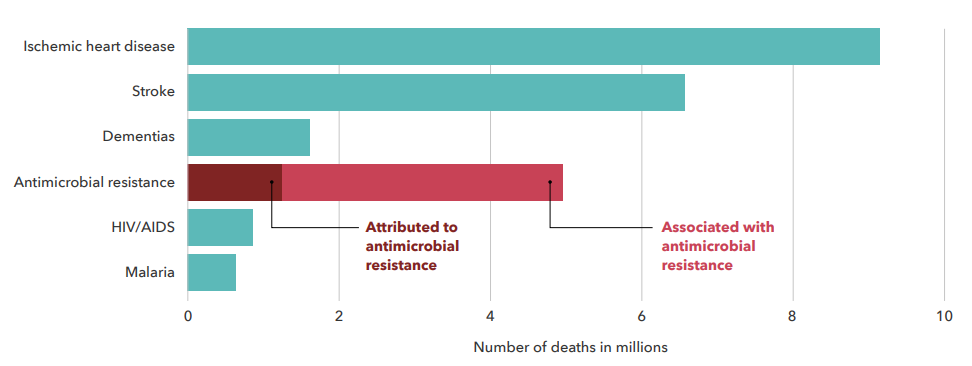 Ischemic heart disease
Stroke
Dementias
Antimicrobial resistance
HIV/AIDS
Malaria
Attributed to
antimicrobial
resistance
Associated with
antimicrobial
resistance
0 2 4 6 8 10
Number of deaths in millions